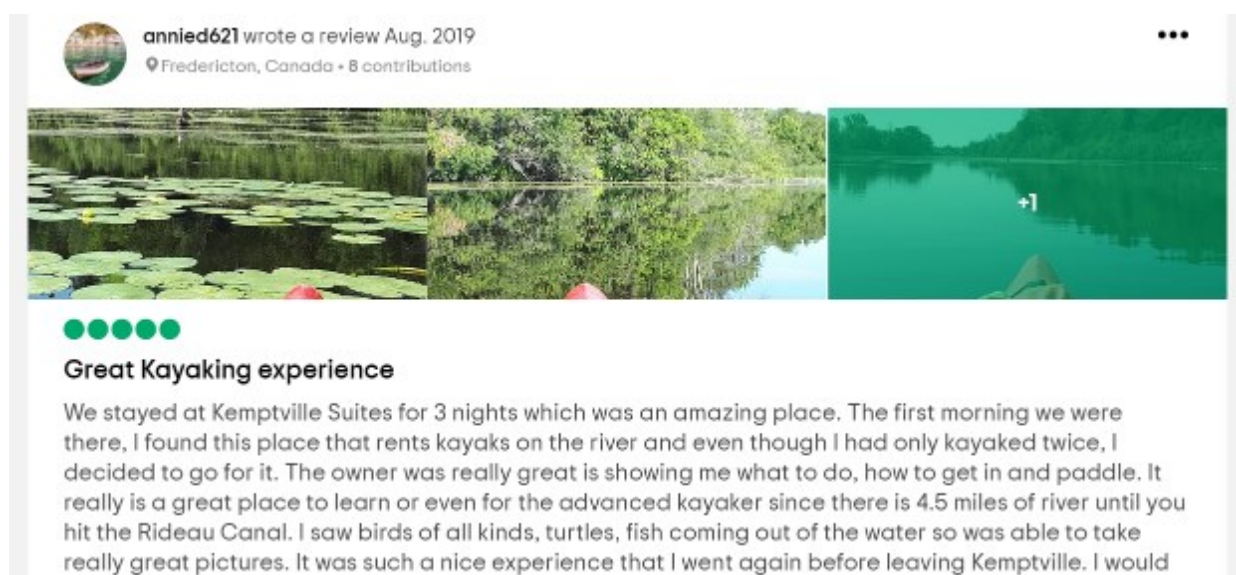 annied621 wrote a review Aug. 2019
Fredericton, Canada • 8 contributions
+1
Great Kayaking experience
We stayed at Kemptville Suites for 3 nights which was an amazing place. The first morning we were
there, I found this place that rents kayaks on the river and even though I had only kayaked twice, I
decided to go for it. The owner was really great is showing me what to do, how to get in and paddle. It
really is a great place to learn or even for the advanced kayaker since there is 4.5 miles of river until you
hit the Rideau Canal. I saw birds of all kinds, turtles, fish coming out of the water so was able to take
really great pictures. It was such a nice experience that I went again before leaving Kemptville. I would